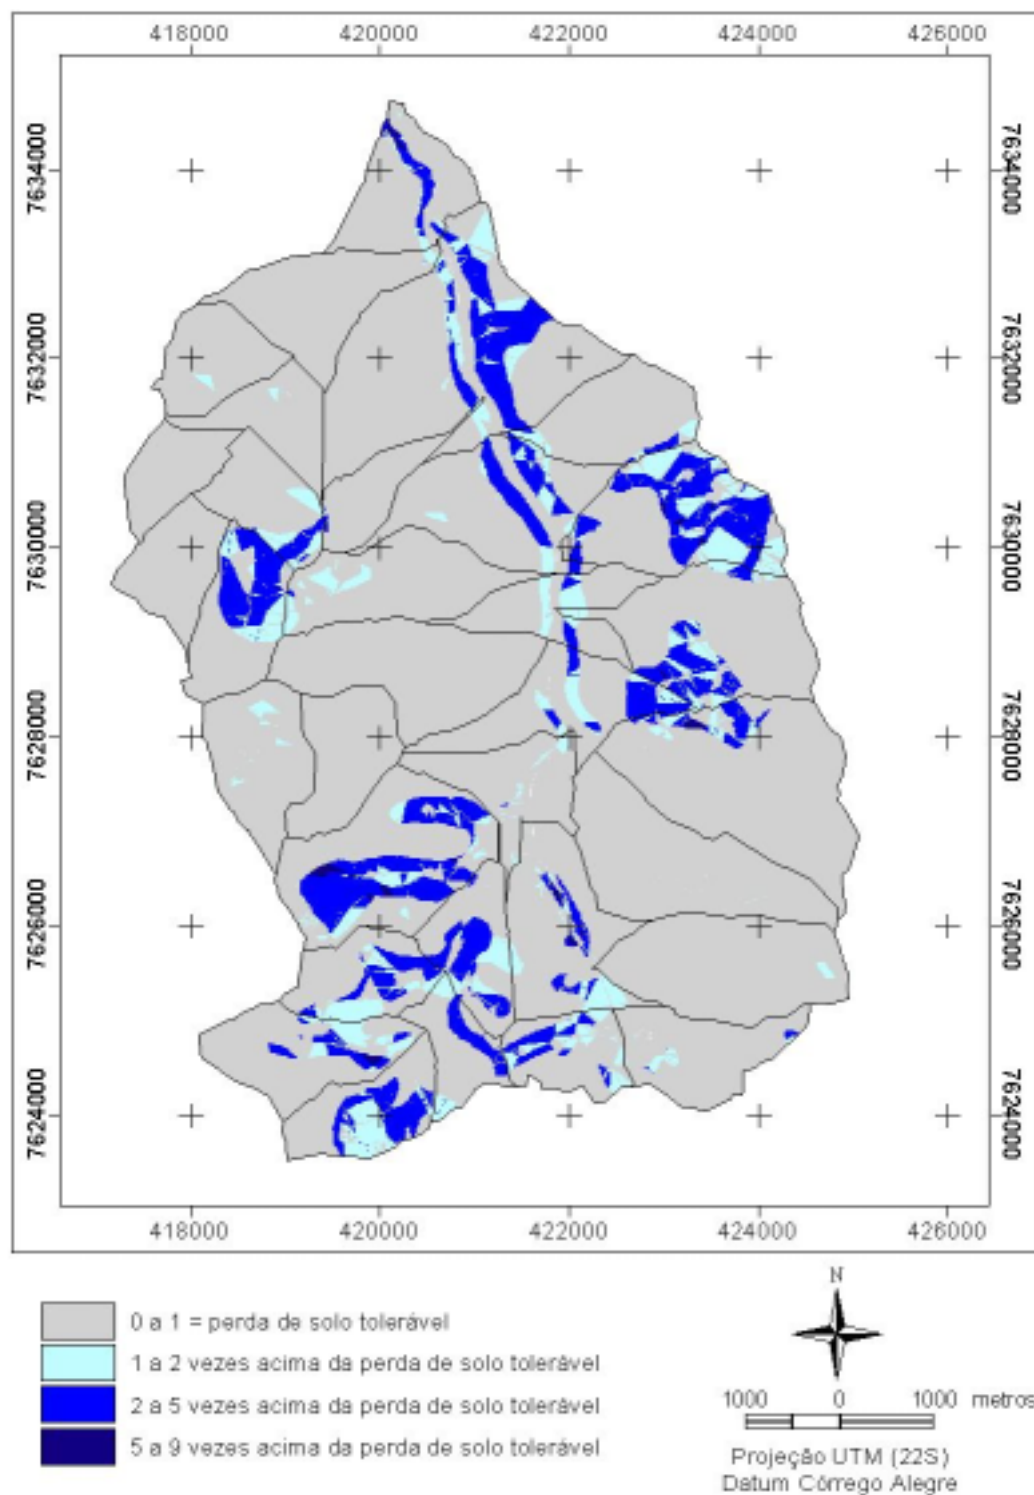 418000 420000 422000 424000 426000
7634000 7634000
7632000 7632000
7630000 7630000
7628000 7628000
7626000 7626000
7624000 7624000
418000 420000 422000 424000 426000
0 a 1 = perda de solo tolerável
1 a 2 vezes acima da perda de solo tolerável
2 a 5 vezes acima da perda de solo tolerável
5 a 9 vezes acima da perda de solo tolerável
N
1000 0 1000 metros
Projeção UTM (22S)
Datum Córrego Alegre